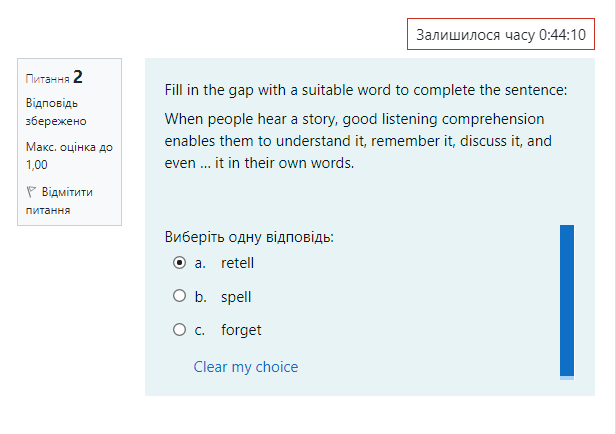 Залишилося часу 0:44:10
Питання 2
Відповідь
збережено
Макс. оцінка до
1,00
Відмітити
питання
Fill in the gap with a suitable word to complete the sentence:
When people hear a story, good listening comprehension
enables them to understand it, remember it, discuss it, and
even ... it in their own words.
Виберіть одну відповідь:
a. retell
b. spell
c. forget
Clear my choice